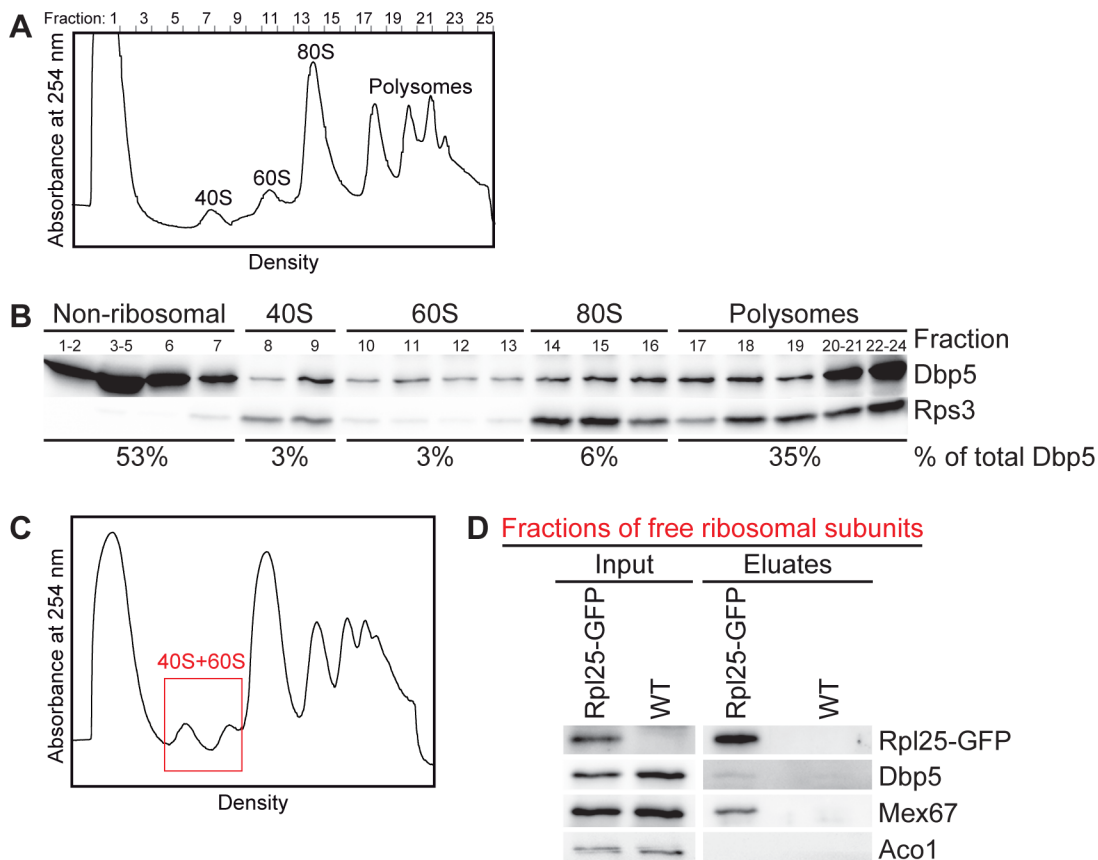 Fraction: 1 3 5 7 9 11 13 15 17 19 21 23 25
A
Absorbance at 254 nm
40S
60S
80S
Polysomes
Density
B
Non-ribosomal 40S 60S 80S Polysomes
1-2 3-5 6 7 8 9 10 11 12 13 14 15 16 17 18 19 20-21 22-24 Fraction
Dbp5
Rps3
53% 3% 3% 6% 35% % of total Dbp5
C
Absorbance at 254 nm
40S+60S
Density
D Fractions of free ribosomal subunits
Input Eluates
Rpl25-GFP WT Rpl25-GFP WT
Rpl25-GFP
Dbp5
Mex67
Aco1